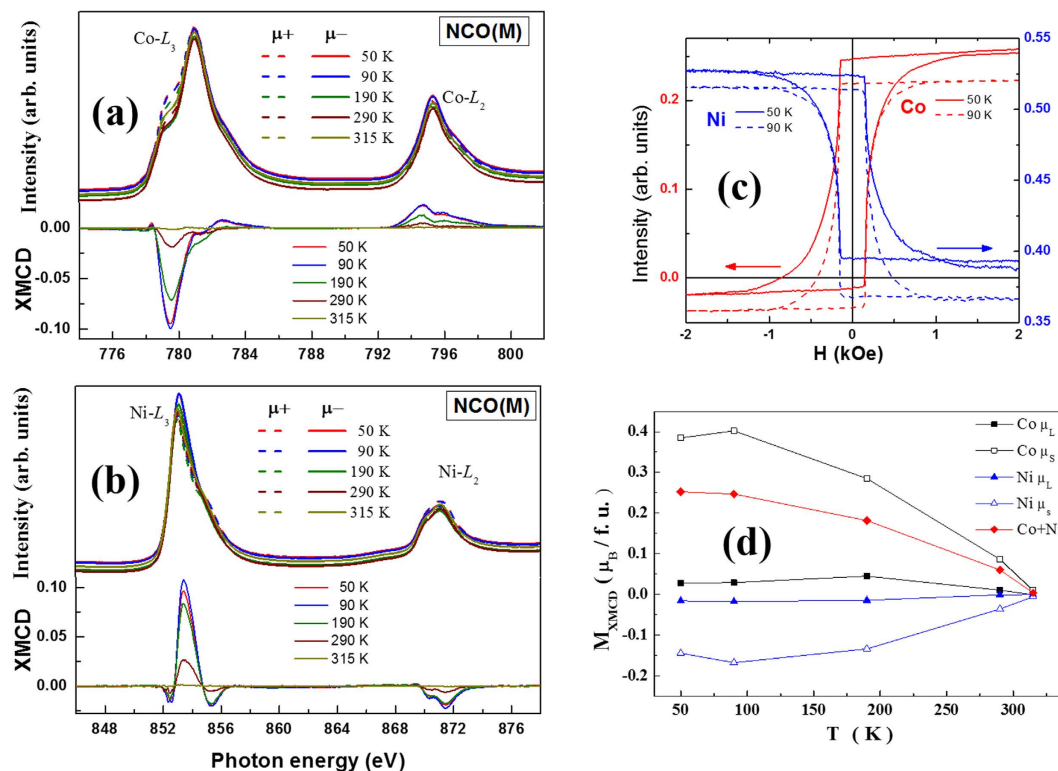 NCO(M)
Co-L3
μ+ μ−
50 K
90 K
190 K
290 K
315 K
(a)
Co-L2
Intensity (arb. units)
0.00
-0.05
-0.10
XMCD
50 K
90 K
190 K
290 K
315 K
776 780 784 788 792 796 800
NCO(M)
Ni-L3
μ+ μ−
50 K
90 K
190 K
290 K
315 K
(b)
Ni-L2
Intensity (arb. units)
0.10
0.05
0.00
XMCD
50 K
90 K
190 K
290 K
315 K
848 852 856 860 864 868 872 876
Photon energy (eV)
(c)
Intensity (arb. units)
0.2
0.1
0.0
0.55
0.50
0.45
0.40
0.35
Ni
50 K
90 K
Co
50 K
90 K
-2 -1 0 1 2
H (kOe)
(d)
MXMCD ( μB / f. u. )
0.5
0.4
0.3
0.2
0.1
0.0
-0.1
-0.2
Co μL
Co μS
Ni μL
Ni μs
Co+N
50 100 150 200 250 300
T ( K )